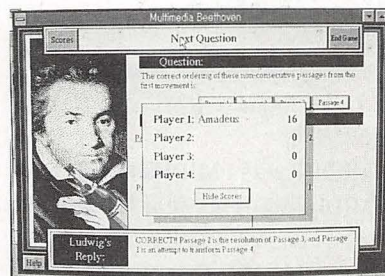 Multimedia Beethoven
Scores
Next Question
End Game
Question:
The correct ordering of these non-consecutive passages from the
first movement is:
Passage 4
Player 1: Amadeus 16
Player 2: 0
Player 3: 0
Player 4: 0
Hide Scores
Ludwig's
Reply:
CORRECT!! Passage 2 is the resolution of Passage 3, and Passage
1 is an attempt to transform Passage 4.
Help